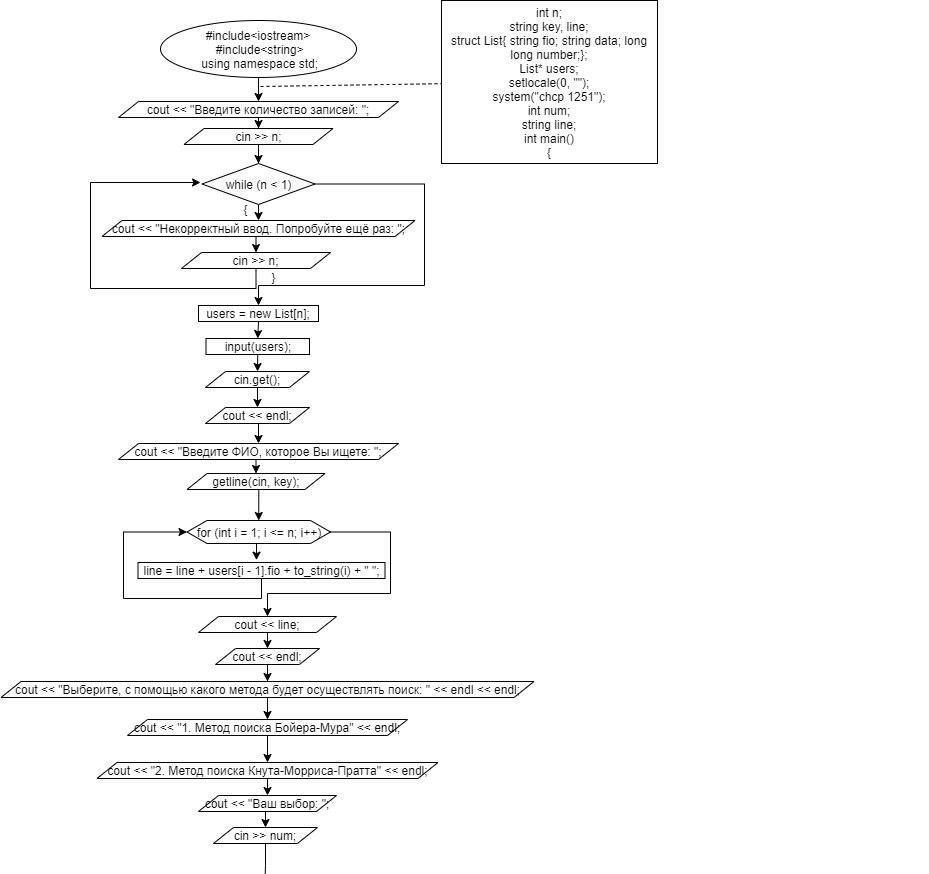 #include<iostream>
#include<string>
using namespace std;
int n;
string key, line;
struct List{ string fio; string data; long
long number;};
List* users;
setlocale(0, "");
system("chcp 1251");
int num;
string line;
int main()
{
cout << "Введите количество записей: ";
cin >> n;
while (n < 1)
{
cout << "Некорректный ввод. Попробуйте ещё раз: ";
cin >> n;
}
users = new List[n];
input(users);
cin.get();
cout << endl;
cout << "Введите ФИО, которое Вы ищете: ";
getline(cin, key);
for (int i = 1; i <= n; i++)
line = line + users[i - 1].fio + to_string(i) + " ";
cout << line;
cout << endl;
cout << "Выберите, с помощью какого метода будет осуществлять поиск: " << endl << endl;
cout << "1. Метод поиска Бойера-Мура" << endl;
cout << "2. Метод поиска Кнута-Морриса-Пратта" << endl;
cout << "Ваш выбор: ";
cin >> num;